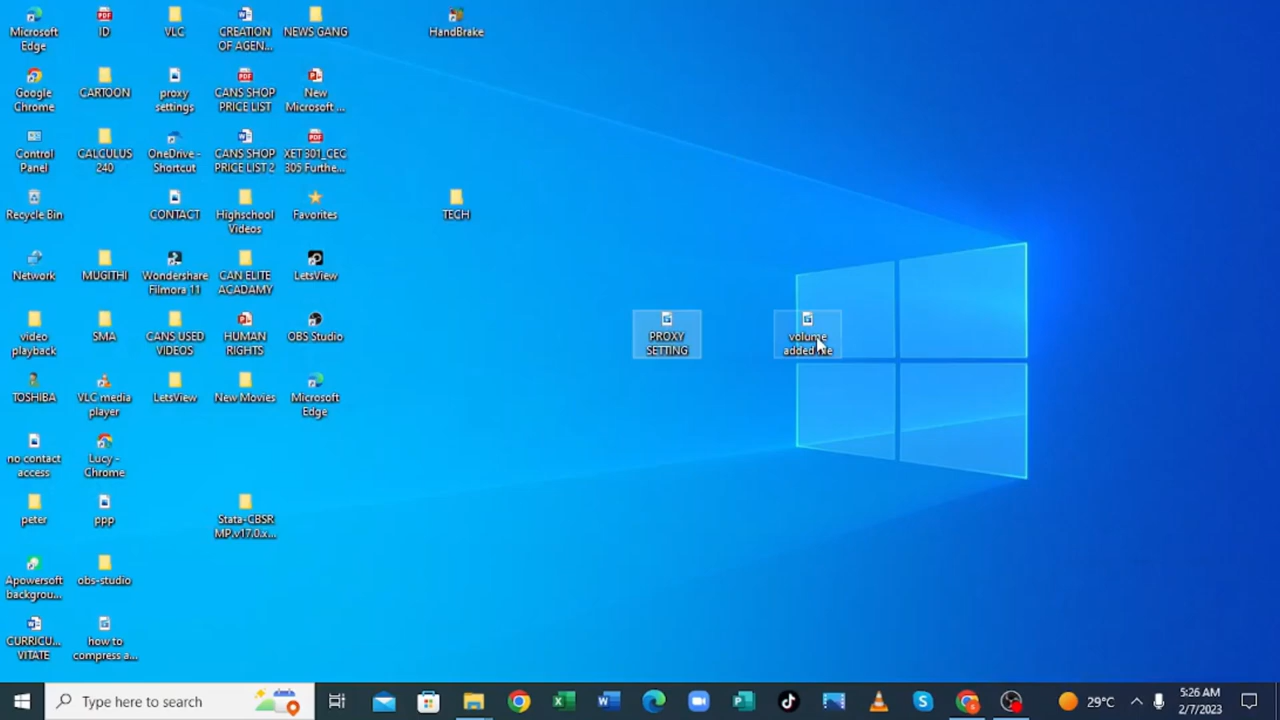 Microsoft
Edge
ID
VLC
CREATION
OF AGEN...
NEWS GANG
HandBrake
Google
Chrome
CARTOON
proxy
settings
CANS SHOP
PRICE LIST
New
Microsoft ...
Control
Panel
CALCULUS
240
OneDrive -
Shortcut
CANS SHOP
PRICE LIST 2
XET 301_CEC
305 Furthe...
Recycle Bin
CONTACT
Highschool
Videos
Favorites
TECH
Network
MUGITHI
Wondershare
Filmora 11
CAN ELITE
ACADAMY
LetsView
video
playback
SMA
CANS USED
VIDEOS
HUMAN
RIGHTS
OBS Studio
PROXY
SETTING
volume
added file
TOSHIBA
VLC media
player
LetsView
New Movies
Microsoft
Edge
no contact
access
Lucy -
Chrome
peter
ppp
Stata-CBSR
MP.v17.0.x...
Apowersoft
backgrou...
obs-studio
CURRICU...
VITATE
how to
compress a...
Type here to search
29°C
5:26 AM
2/7/2023